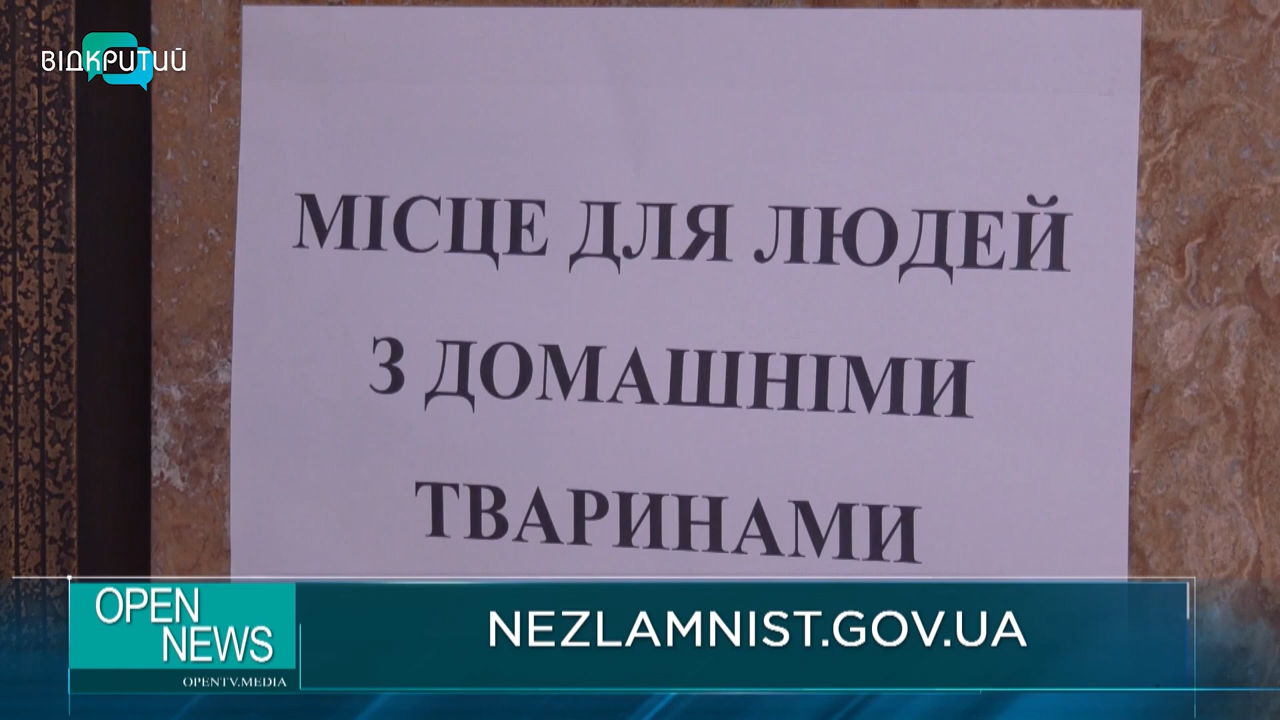 ВІДКРИТИЙ
МІСЦЕ ДЛЯ ЛЮДЕЙ
З ДОМАШНІМИ
ТВАРИНАМИ
OPEN
NEWS
OPENTV.MEDIA
NEZLAMNIST.GOV.UA